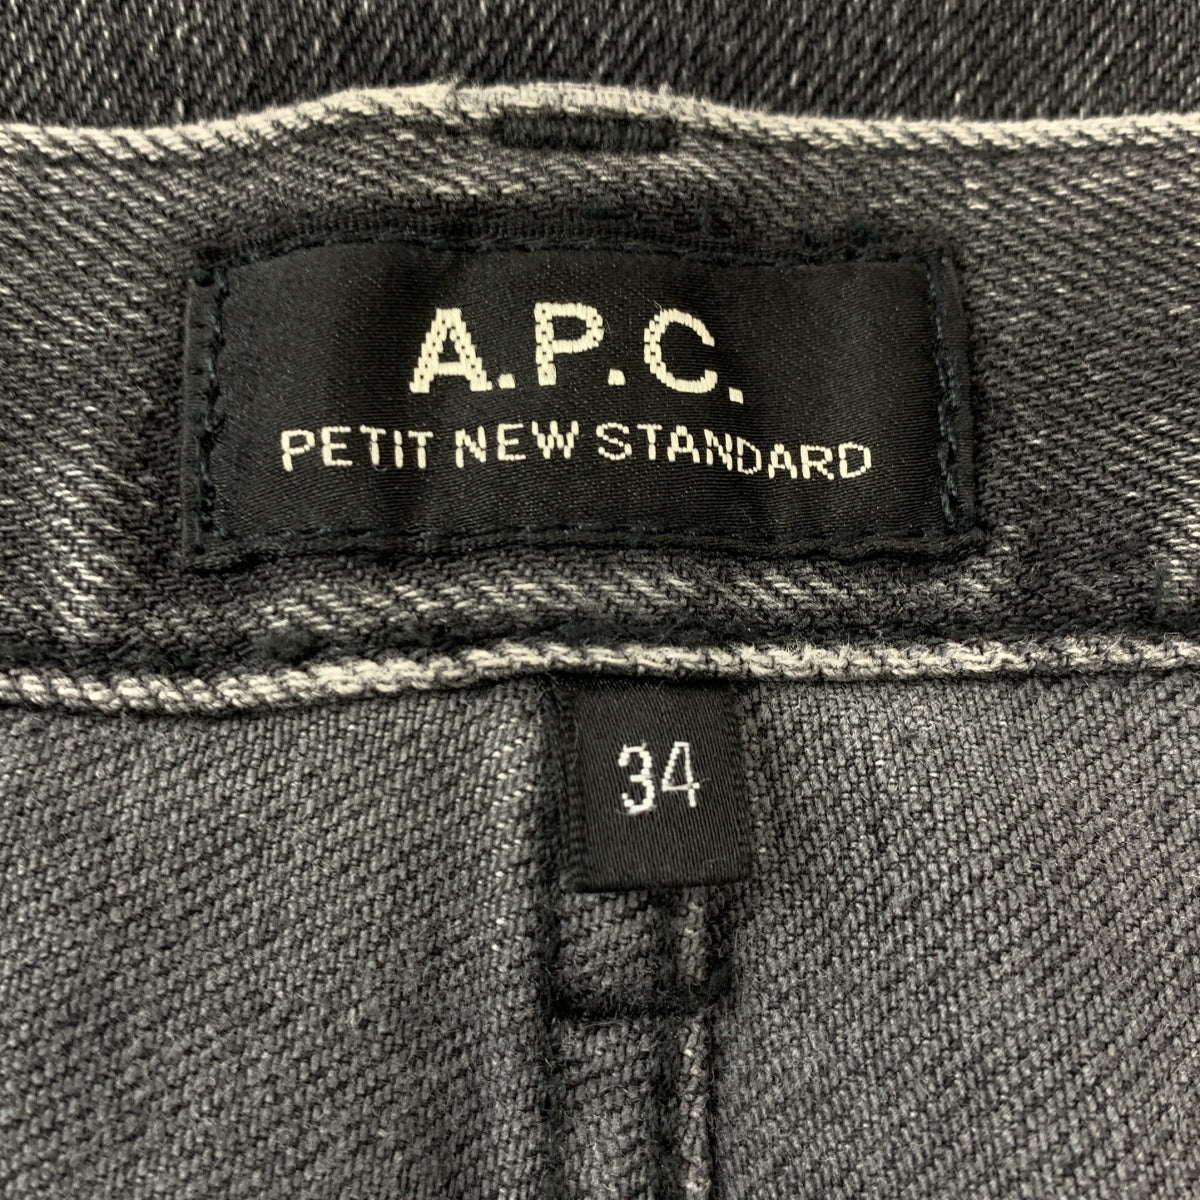 A.P.C.
PETIT NEW STANDARD
34